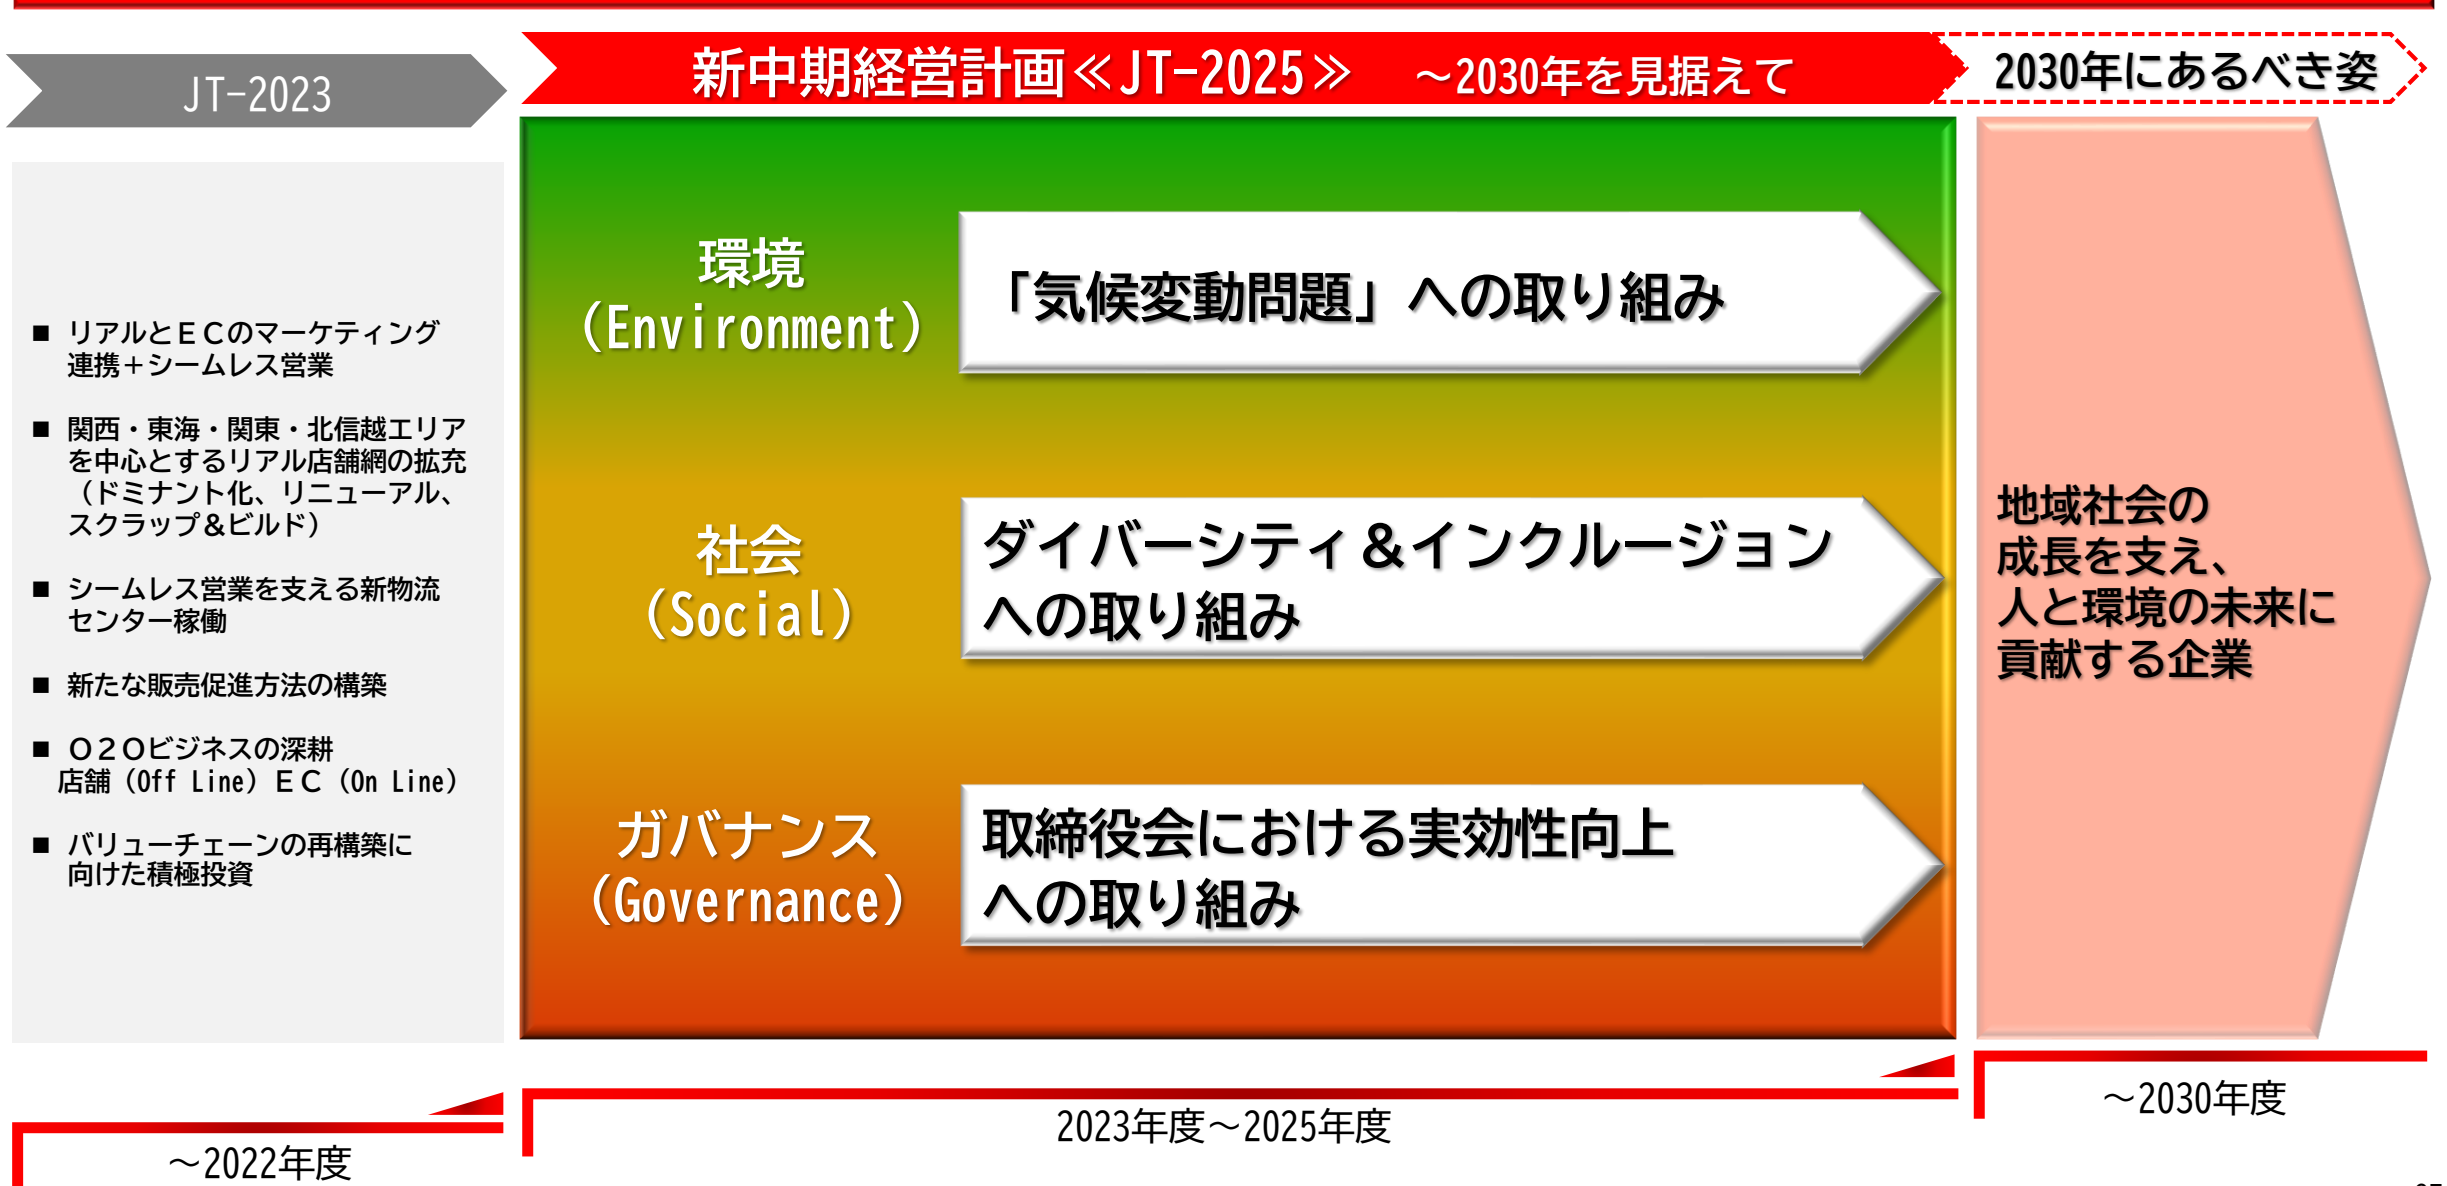 JT-2023
新中期経営計画≪JT-2025≫　～2030年を見据えて
2030年にあるべき姿
■ リアルとＥＣのマーケティング
連携＋シームレス営業
■ 関西・東海・関東・北信越エリア
を中心とするリアル店舗網の拡充
（ドミナント化、リニューアル、
スクラップ＆ビルド）
■ シームレス営業を支える新物流
センター稼働
■ 新たな販売促進方法の構築
■ Ｏ２Ｏビジネスの深耕
店舗（Off Line）ＥＣ（On Line）
■ バリューチェーンの再構築に
向けた積極投資
環境
（Environment）
「気候変動問題」への取り組み
社会
（Social）
ダイバーシティ＆インクルージョン
への取り組み
ガバナンス
（Governance）
取締役会における実効性向上
への取り組み
地域社会の
成長を支え、
人と環境の未来に
貢献する企業
～2022年度
2023年度～2025年度
～2030年度